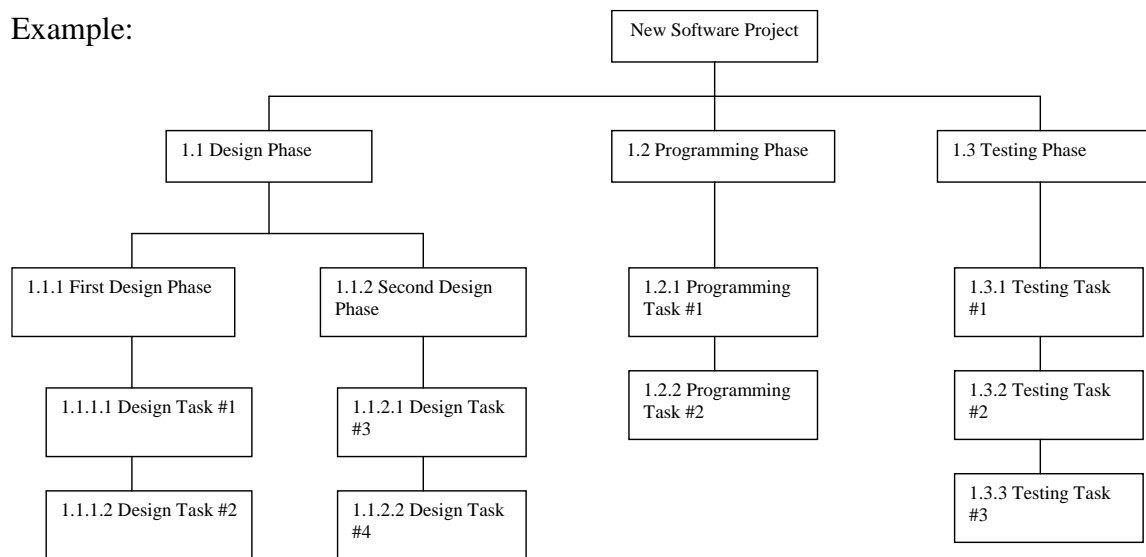 Example:
New Software Project
1.1 Design Phase
1.2 Programming Phase
1.3 Testing Phase
1.1.1 First Design Phase
1.1.2 Second Design
Phase
1.2.1 Programming
Task #1
1.3.1 Testing Task
#1
1.1.1.1 Design Task #1
1.1.2.1 Design Task
#3
1.2.2 Programming
Task #2
1.3.2 Testing Task
#2
1.1.1.2 Design Task #2
1.1.2.2 Design Task
#4
1.3.3 Testing Task
#3